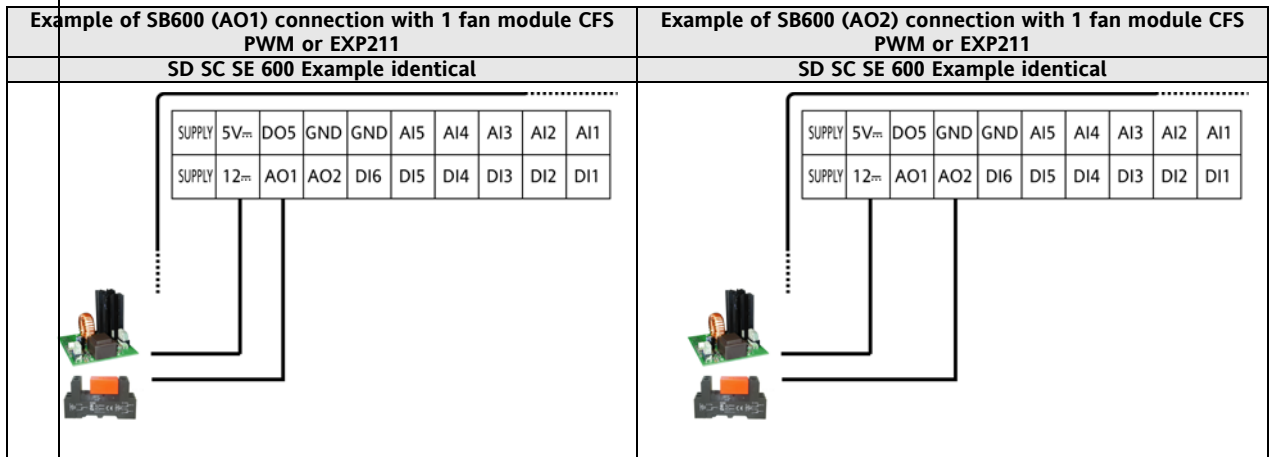 Example of SB600 (AO1) connection with 1 fan module CFS
PWM or EXP211
SD SC SE 600 Example identical
SUPPLY 5V⎓ DO5 GND GND AI5 AI4 AI3 AI2 AI1
SUPPLY 12⎓ AO1 AO2 DI6 DI5 DI4 DI3 DI2 DI1
Example of SB600 (AO2) connection with 1 fan module CFS
PWM or EXP211
SD SC SE 600 Example identical
SUPPLY 5V⎓ DO5 GND GND AI5 AI4 AI3 AI2 AI1
SUPPLY 12⎓ AO1 AO2 DI6 DI5 DI4 DI3 DI2 DI1